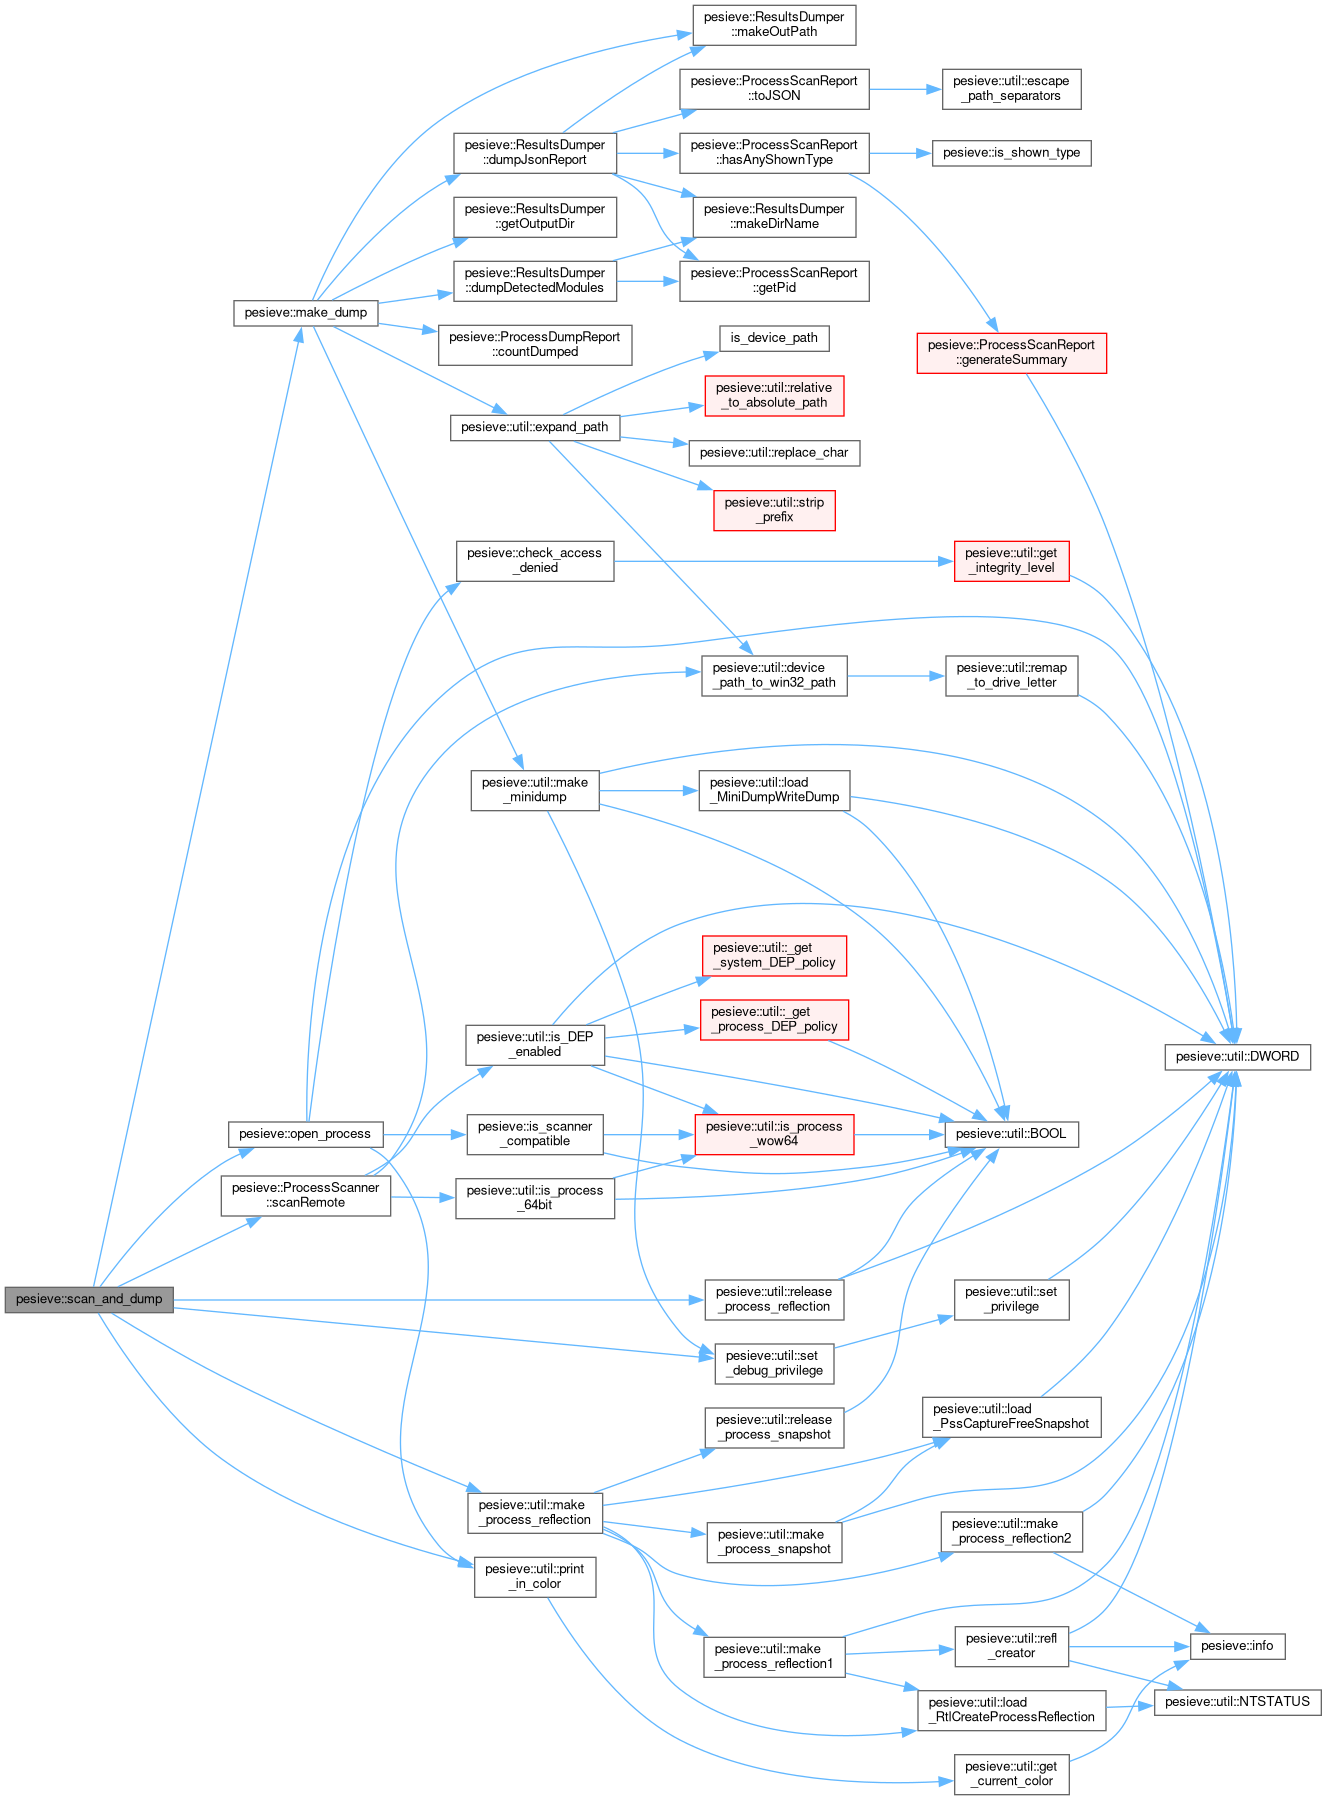 pesieve::ResultsDumper
::makeOutPath
pesieve::ProcessScanReport
::toJSON
pesieve::util::escape
_path_separators
pesieve::ResultsDumper
::dumpJsonReport
pesieve::ProcessScanReport
::hasAnyShownType
pesieve::is_shown_type
pesieve::ResultsDumper
::getOutputDir
pesieve::ResultsDumper
::makeDirName
pesieve::ResultsDumper
::dumpDetectedModules
pesieve::ProcessScanReport
::getPid
pesieve::make_dump
pesieve::ProcessDumpReport
::countDumped
is_device_path
pesieve::ProcessScanReport
::generateSummary
pesieve::util::relative
_to_absolute_path
pesieve::util::expand_path
pesieve::util::replace_char
pesieve::util::strip
_prefix
pesieve::check_access
_denied
pesieve::util::get
_integrity_level
pesieve::util::device
_path_to_win32_path
pesieve::util::remap
_to_drive_letter
pesieve::util::make
_minidump
pesieve::util::load
_MiniDumpWriteDump
pesieve::util::_get
_system_DEP_policy
pesieve::util::_get
_process_DEP_policy
pesieve::util::is_DEP
_enabled
pesieve::util::DWORD
pesieve::open_process
pesieve::is_scanner
_compatible
pesieve::util::is_process
_wow64
pesieve::util::BOOL
pesieve::ProcessScanner
::scanRemote
pesieve::util::is_process
_64bit
pesieve::scan_and_dump
pesieve::util::release
_process_reflection
pesieve::util::set
_privilege
pesieve::util::set
_debug_privilege
pesieve::util::release
_process_snapshot
pesieve::util::load
_PssCaptureFreeSnapshot
pesieve::util::make
_process_reflection
pesieve::util::make
_process_snapshot
pesieve::util::make
_process_reflection2
pesieve::util::print
_in_color
pesieve::util::make
_process_reflection1
pesieve::util::refl
_creator
pesieve::info
pesieve::util::load
_RtlCreateProcessReflection
pesieve::util::NTSTATUS
pesieve::util::get
_current_color